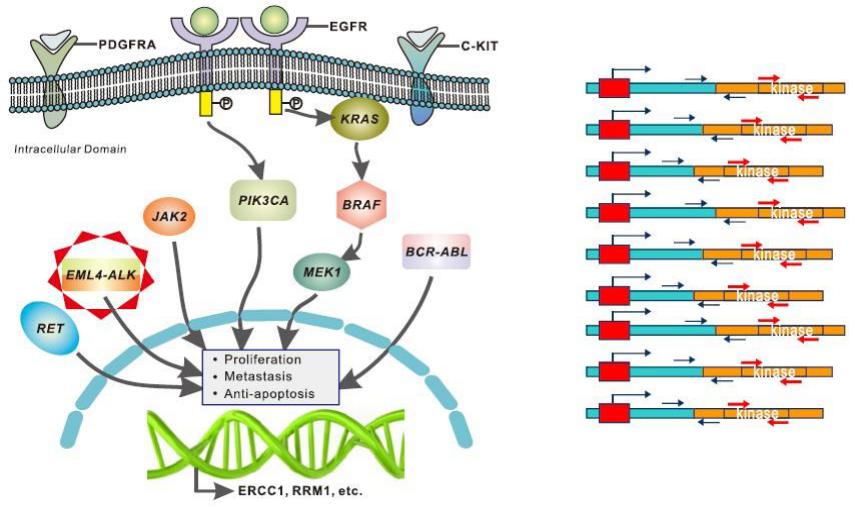 PDGFRA
EGFR
C-KIT
P
P
KRAS
Intracellular Domain
PIK3CA
BRAF
JAK2
BCR-ABL
EML4-ALK
MEK1
RET
• Proliferation
• Metastasis
• Anti-apoptosis
ERCC1, RRM1, etc.
kinase
kinase
kinase
kinase
kinase
kinase
kinase
kinase
kinase